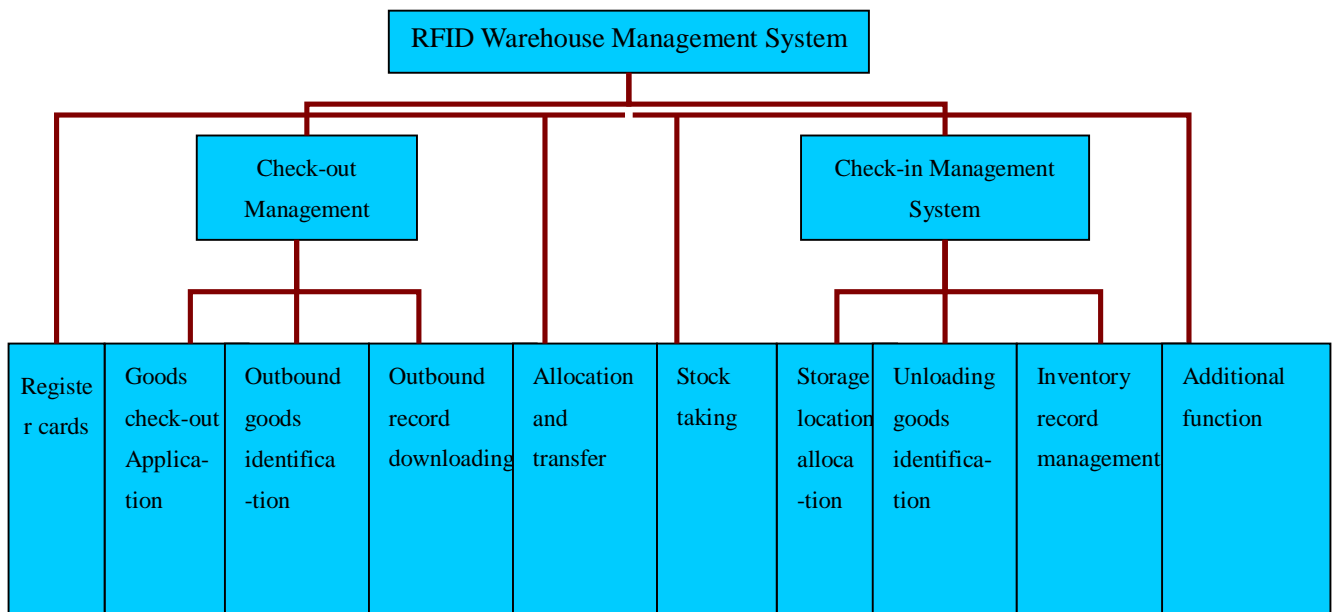 RFID Warehouse Management System
Check-out
Management
Check-in Management
System
Registe
r cards
Goods
check-out
Applica-
tion
Outbound
goods
identifica
-tion
Outbound
record
downloading
Allocation
and
transfer
Stock
taking
Storage
location
alloca
-tion
Unloading
goods
identifica-
tion
Inventory
record
management
Additional
function